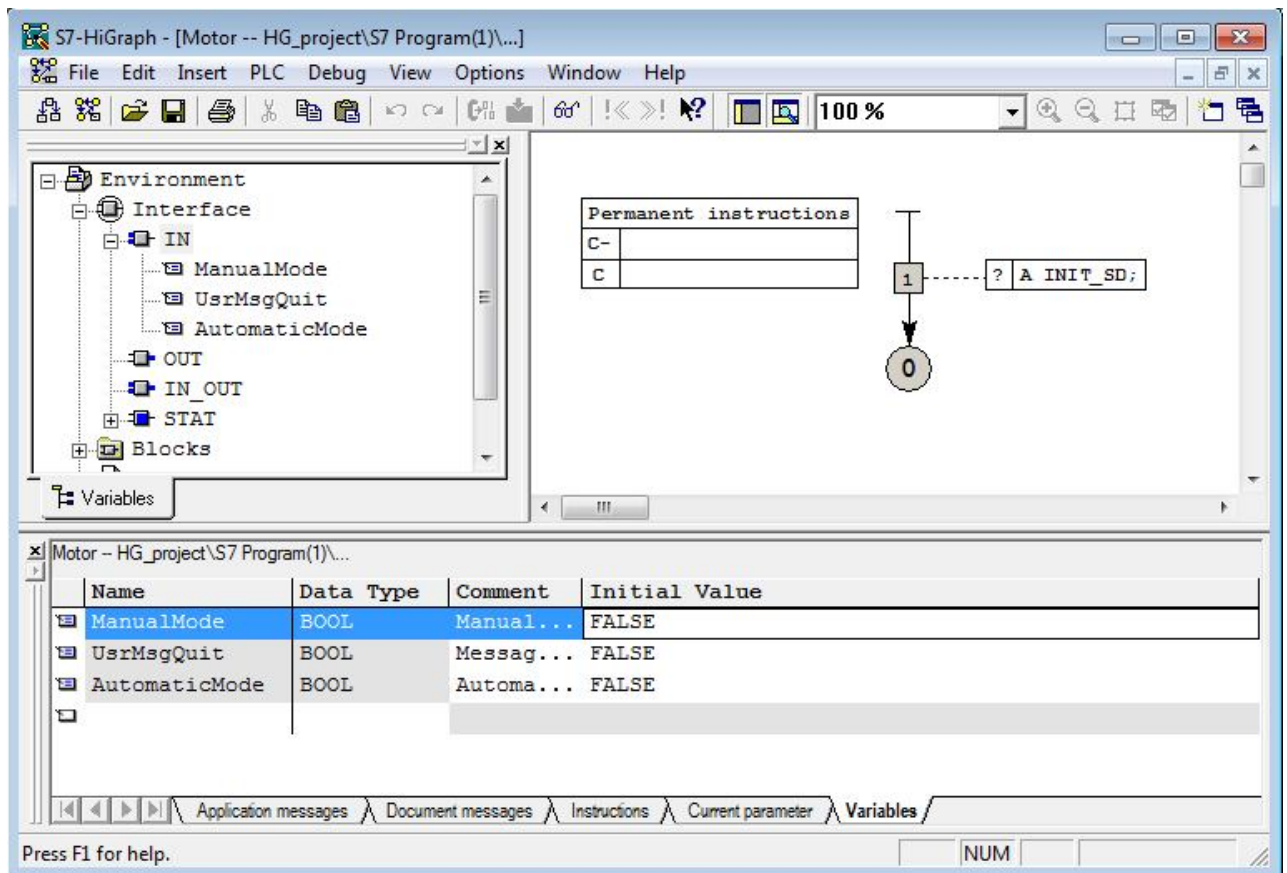 S7-HiGraph - [Motor -- HG_project\S7 Program(1)\...]
File Edit Insert PLC Debug View Options Window Help
100 %
Environment
Interface
IN
ManualMode
UsrMsgQuit
AutomaticMode
OUT
IN_OUT
STAT
Blocks
Variables
Permanent instructions
C-
C
1
? A INIT_SD;
0
Motor -- HG_project\S7 Program(1)\...
Name Data Type Comment Initial Value
ManualMode BOOL Manual... FALSE
UsrMsgQuit BOOL Messag... FALSE
AutomaticMode BOOL Automa... FALSE
Application messages Document messages Instructions Current parameter Variables
Press F1 for help. NUM